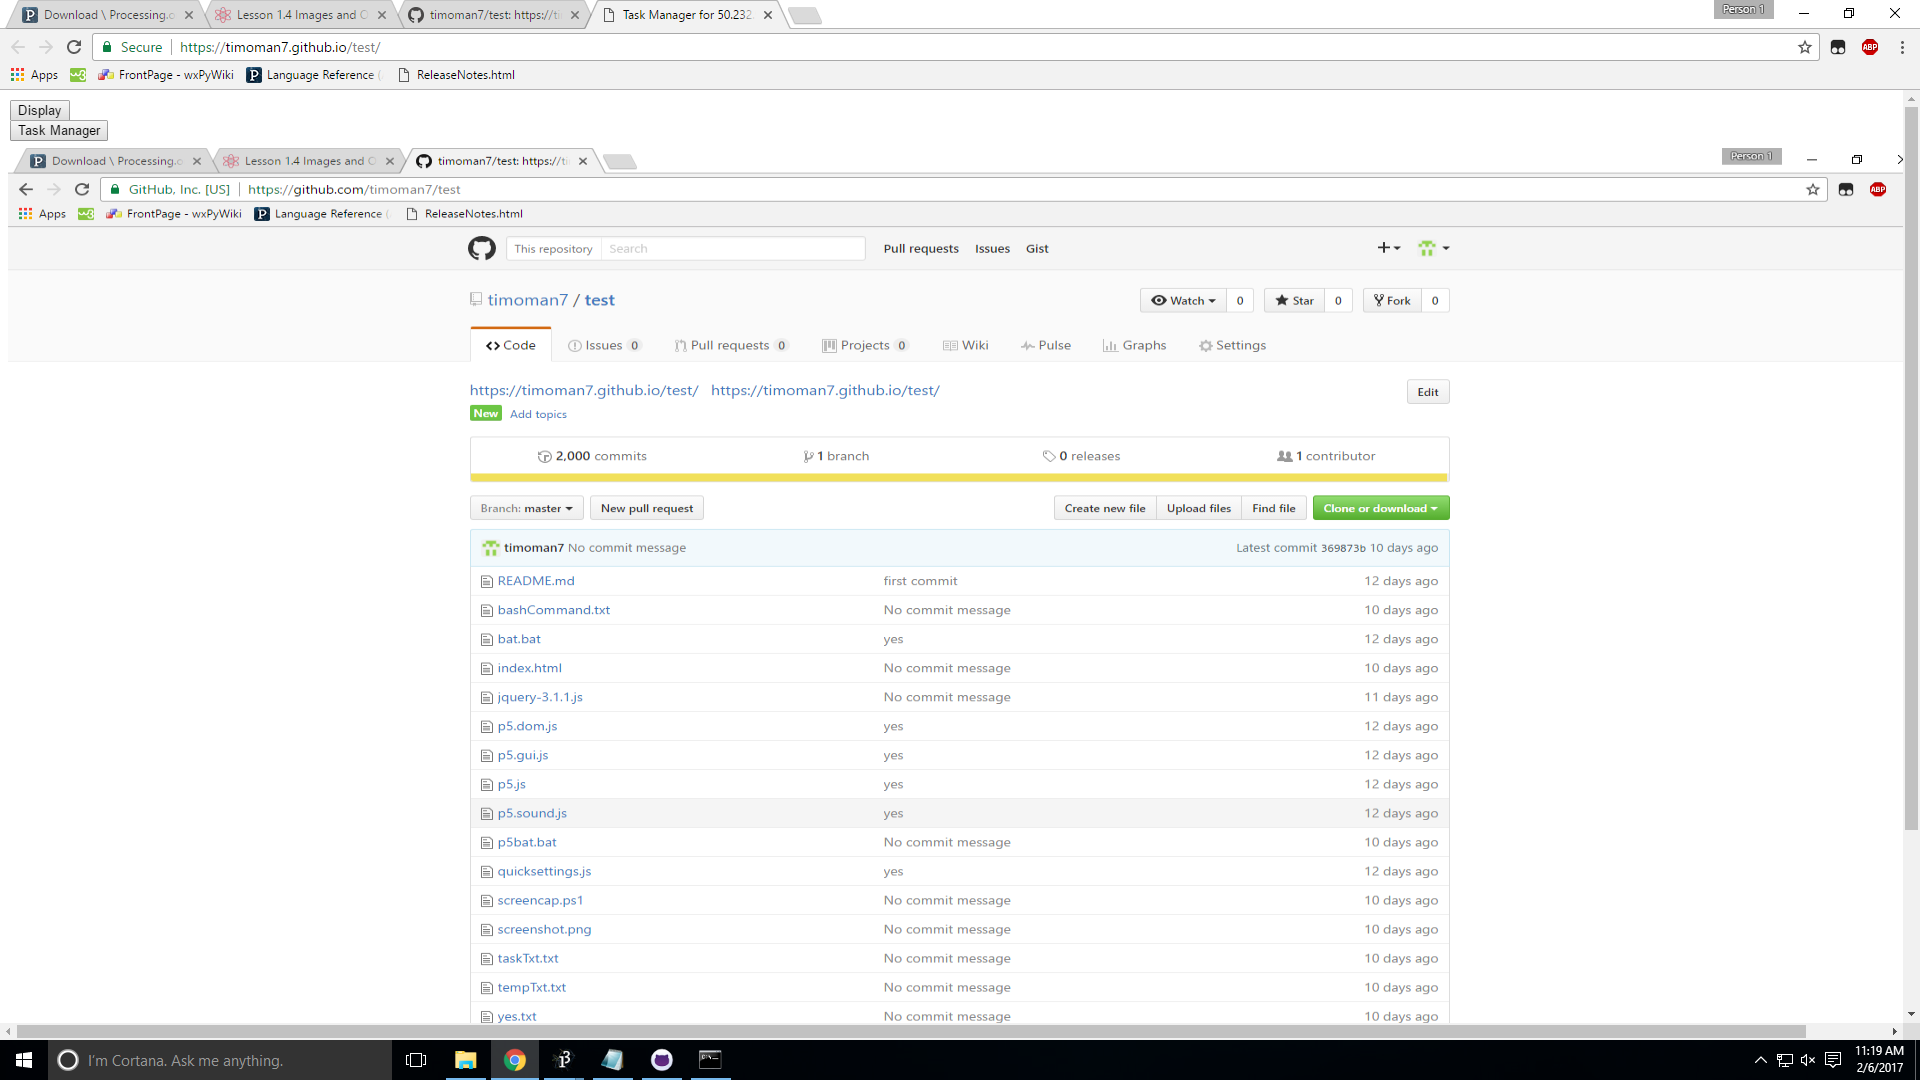 Download \ Processing.o
Lesson 1.4 Images and O
timoman7/test: https://ti
Task Manager for 50.232.
Person 1
Secure https://timoman7.github.io/test/
ABP
Apps w3 FrontPage - wxPyWiki Language Reference ( ReleaseNotes.html
Display
Task Manager
Download \ Processing.o
Lesson 1.4 Images and O
timoman7/test: https://ti
Person 1
GitHub, Inc. [US] https://github.com/timoman7/test
ABP
Apps w3 FrontPage - wxPyWiki Language Reference ( ReleaseNotes.html
This repository Search Pull requests Issues Gist
timoman7 / test Watch 0 Star 0 Fork 0
Code Issues 0 Pull requests 0 Projects 0 Wiki Pulse Graphs Settings
https://timoman7.github.io/test/ https://timoman7.github.io/test/ Edit
New Add topics
2,000 commits 1 branch 0 releases 1 contributor
Branch: master New pull request Create new file Upload files Find file Clone or download
timoman7 No commit message Latest commit 369873b 10 days ago
README.md first commit 12 days ago
bashCommand.txt No commit message 10 days ago
bat.bat yes 12 days ago
index.html No commit message 10 days ago
jquery-3.1.1.js No commit message 11 days ago
p5.dom.js yes 12 days ago
p5.gui.js yes 12 days ago
p5.js yes 12 days ago
p5.sound.js yes 12 days ago
p5bat.bat No commit message 10 days ago
quicksettings.js yes 12 days ago
screencap.ps1 No commit message 10 days ago
screenshot.png No commit message 10 days ago
taskTxt.txt No commit message 10 days ago
tempTxt.txt No commit message 10 days ago
yes.txt No commit message 10 days ago
I'm Cortana. Ask me anything.
11:19 AM
2/6/2017